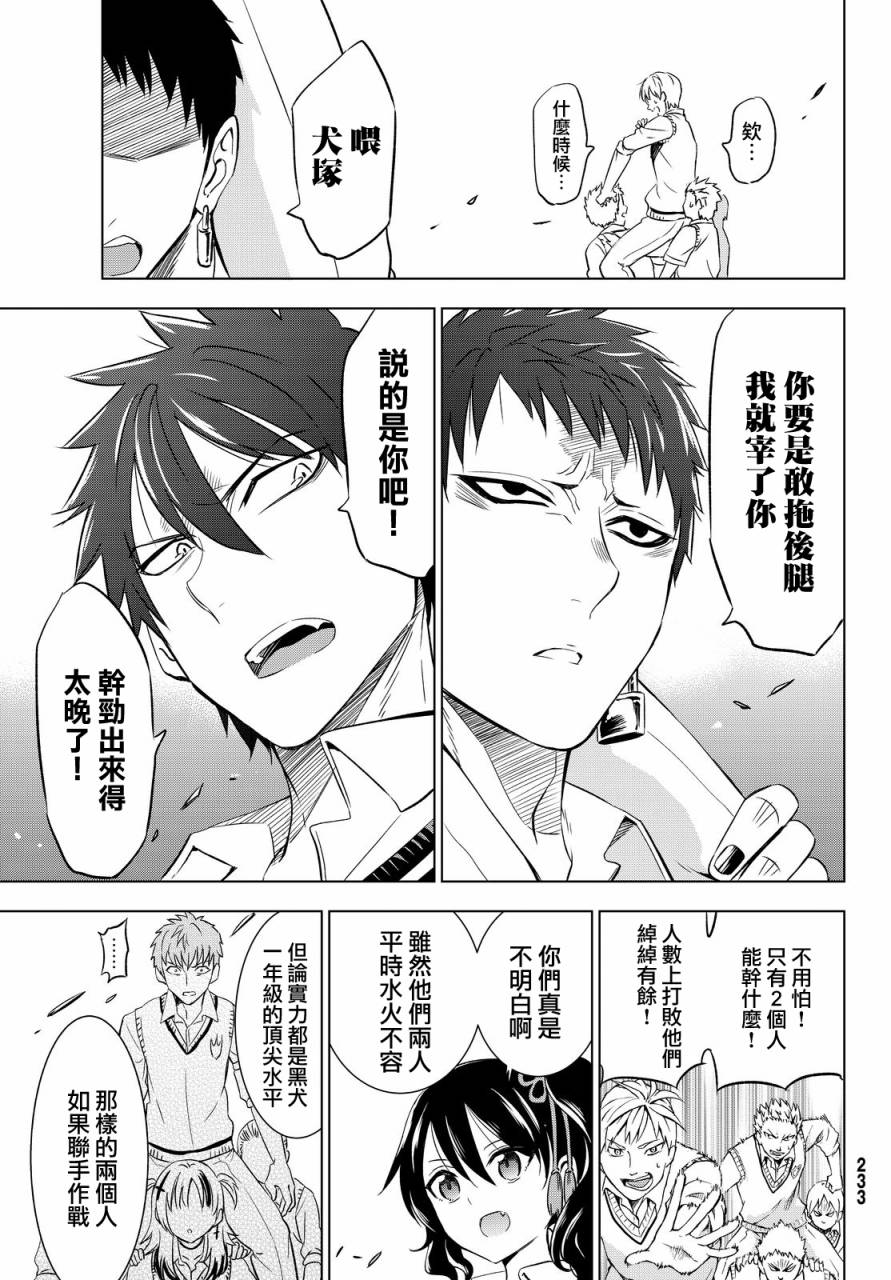 欸…
什麼時候…
喂
犬塚
你要是敢拖後腿
我就宰了你
說的是你吧！
幹勁出來得
太晚了！
不用怕！
只有2個人
能幹什麼！
人數上打敗他們
綽綽有餘！
你們真是
不明白啊
雖然他們兩人
平時水火不容
但論實力都是黑犬
一年級的頂尖水平
……
那樣的兩個人
如果聯手作戰
233